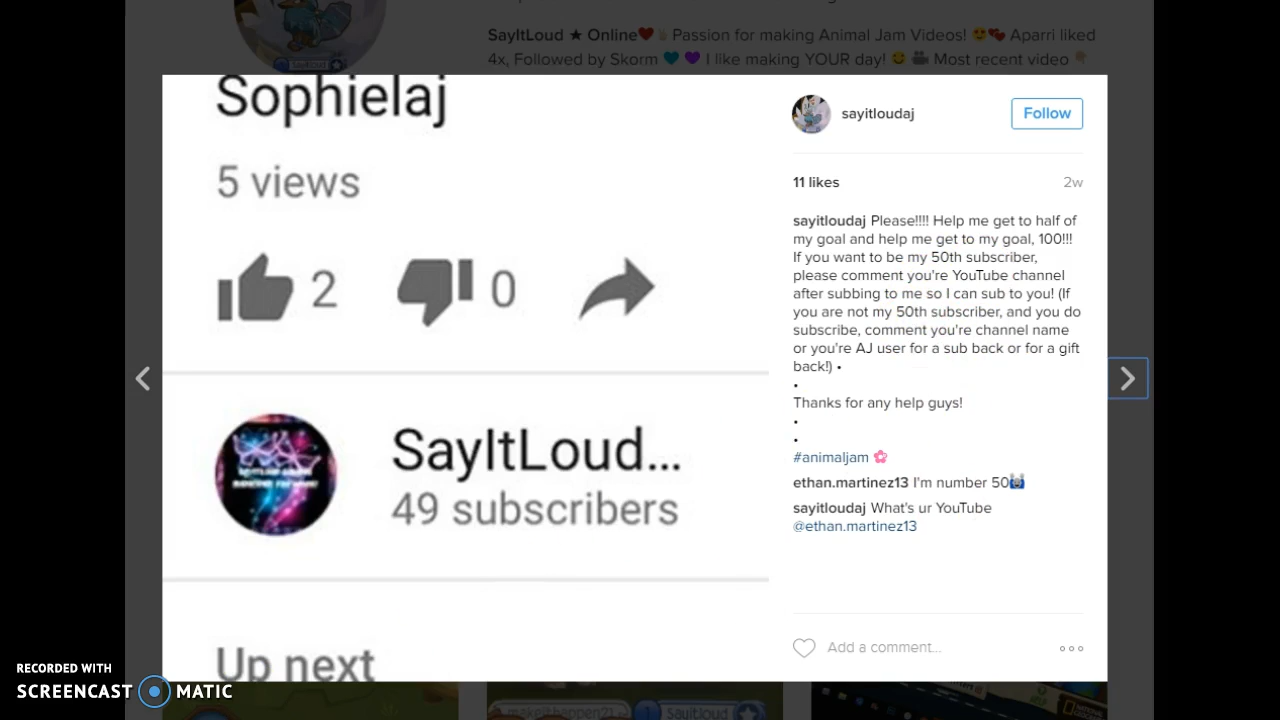 SayItLoud ★ Online❤️✌🏻 Passion for making Animal Jam Videos! 😍💘 Aparri liked
4x, Followed by Skorm 💙💜 I like making YOUR day! 😊🎥 Most recent video 👇🏻
Sophielaj
5 views
2
0
SayItLoud...
49 subscribers
Up next
sayitloudaj
Follow
11 likes
2w
sayitloudaj Please!!!! Help me get to half of
my goal and help me get to my goal, 100!!!
If you want to be my 50th subscriber,
please comment you're YouTube channel
after subbing to me so I can sub to you! (If
you are not my 50th subscriber, and you do
subscribe, comment you're channel name
or you're AJ user for a sub back or for a gift
back!) •
•
Thanks for any help guys!
•
•
#animaljam 🌸
ethan.martinez13 I'm number 50🙌
sayitloudaj What's ur YouTube
@ethan.martinez13
Add a comment...
RECORDED WITH
SCREENCAST MATIC
makeithappen21
Sayitloud
NATIONAL